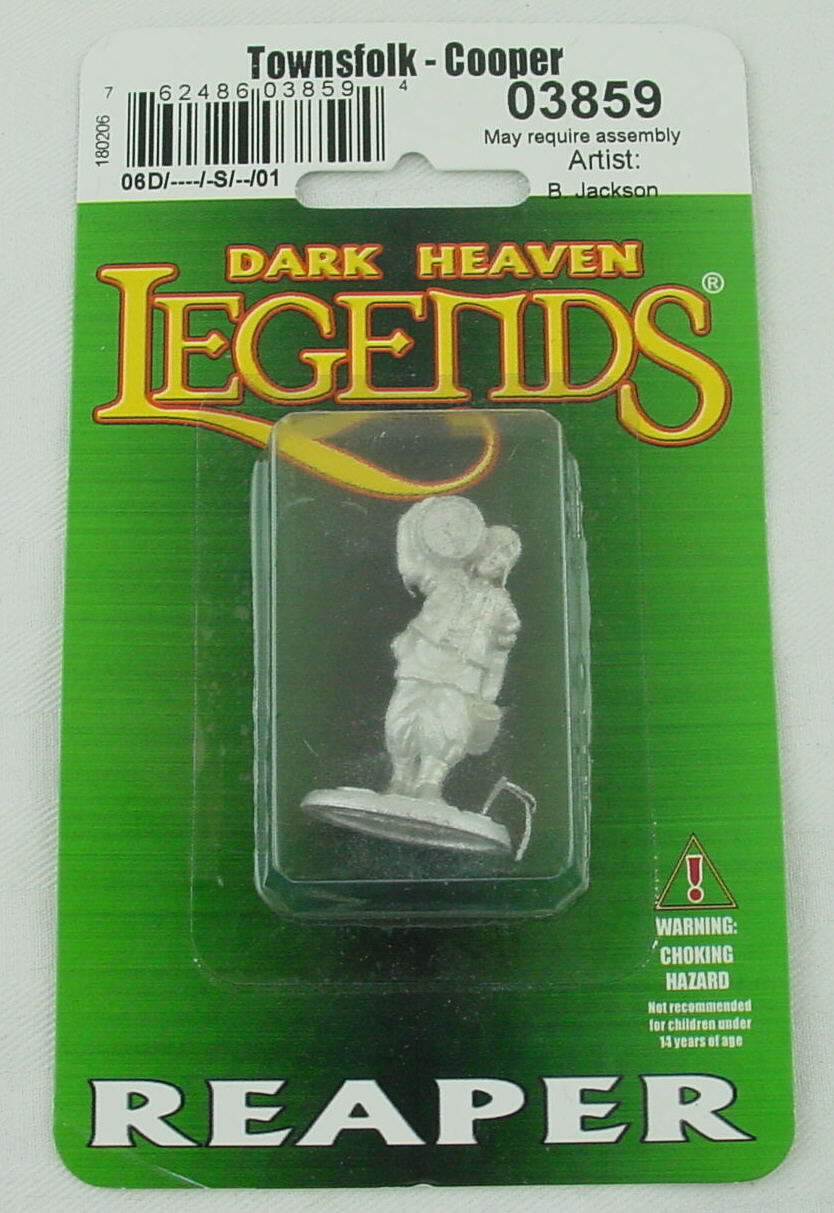 Townsfolk - Cooper
7 62486 03859 4
03859
180206
May require assembly
Artist:
06D/----/-S/--/01
B. Jackson
DARK HEAVEN
LEGENDS®
WARNING:
CHOKING
HAZARD
Not recommended
for children under
14 years of age
REAPER